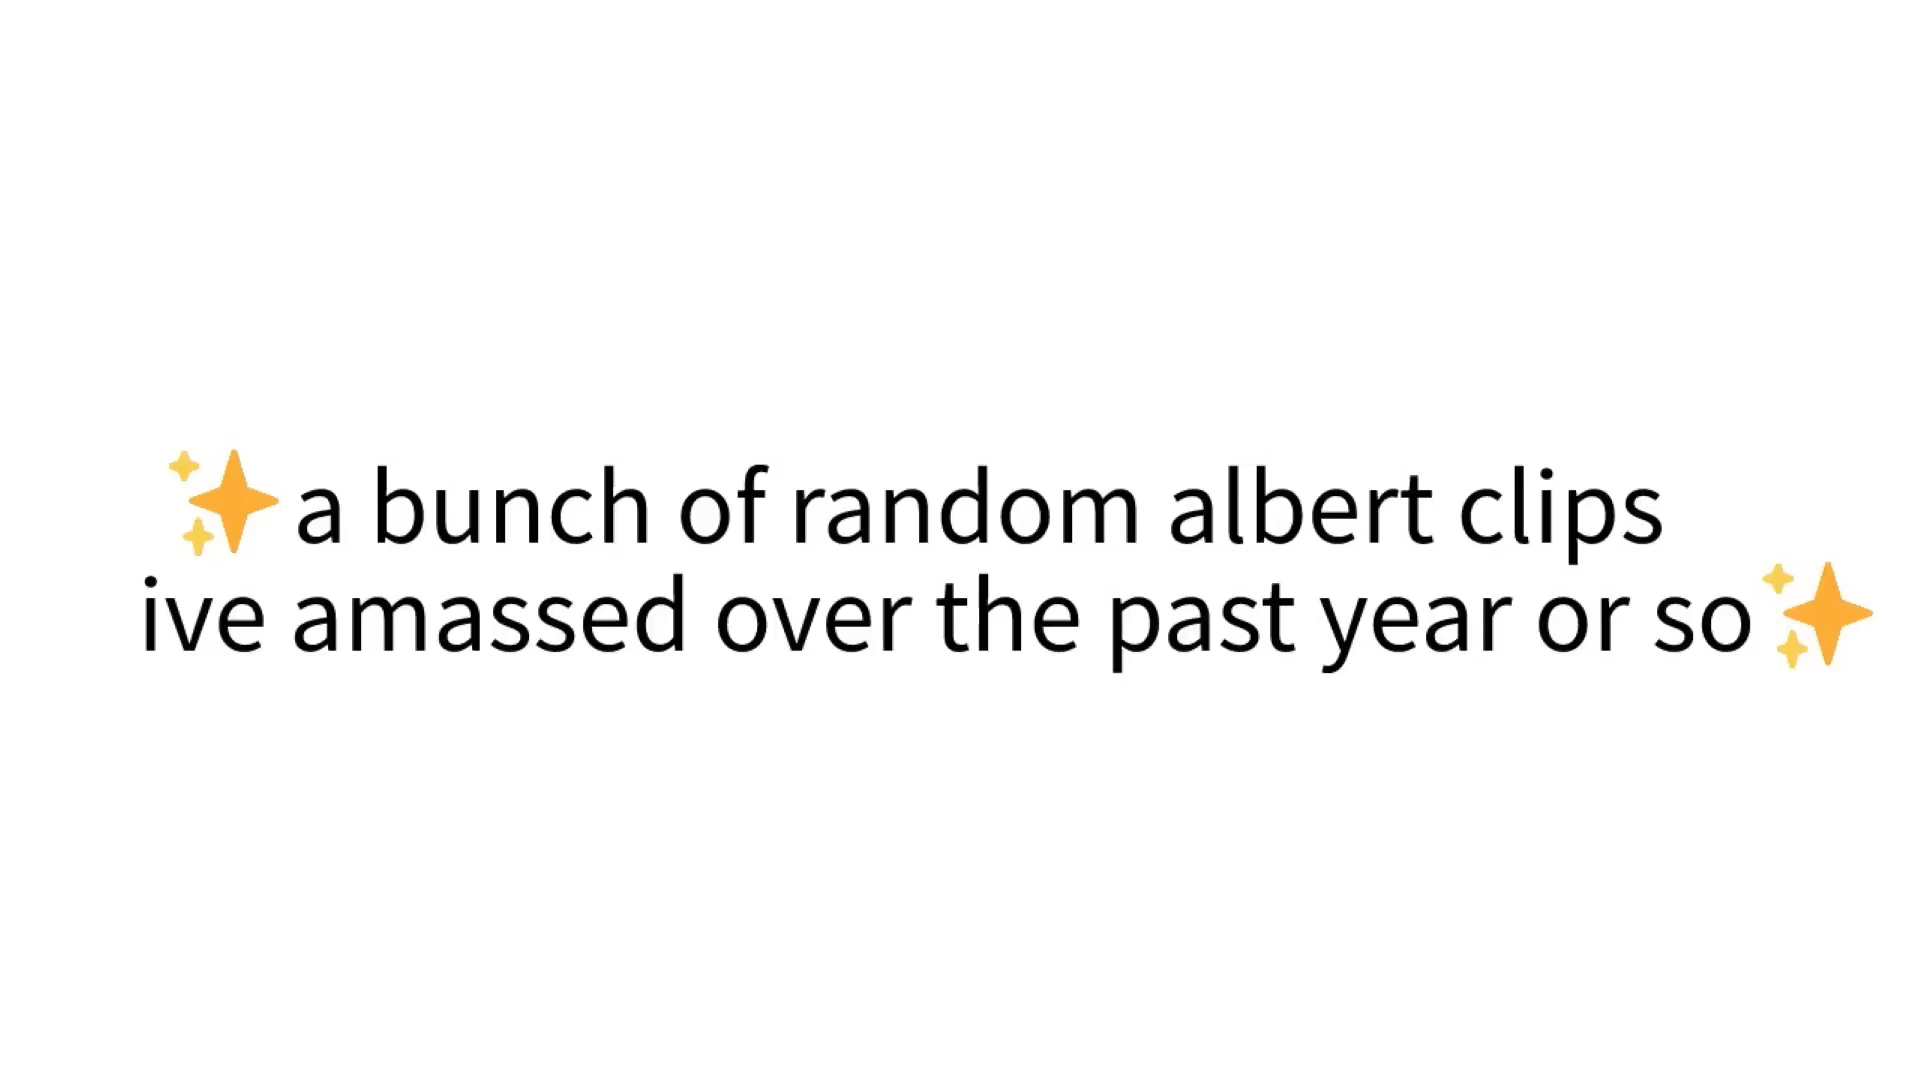 ✨a bunch of random albert clips
ive amassed over the past year or so✨